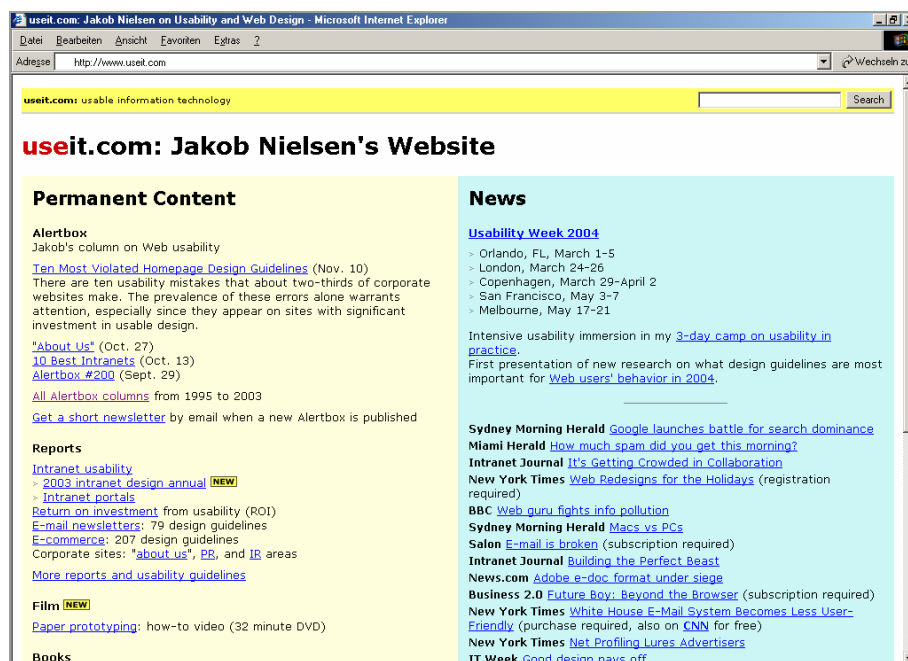 useit.com: Jakob Nielsen on Usability and Web Design - Microsoft Internet Explorer
Datei Bearbeiten Ansicht Favoriten Extras ?
Adresse http://www.useit.com Wechseln zu
useit.com: usable information technology Search
useit.com: Jakob Nielsen's Website
Permanent Content
Alertbox
Jakob's column on Web usability
Ten Most Violated Homepage Design Guidelines (Nov. 10)
There are ten usability mistakes that about two-thirds of corporate
websites make. The prevalence of these errors alone warrants
attention, especially since they appear on sites with significant
investment in usable design.
"About Us" (Oct. 27)
10 Best Intranets (Oct. 13)
Alertbox #200 (Sept. 29)
All Alertbox columns from 1995 to 2003
Get a short newsletter by email when a new Alertbox is published
Reports
Intranet usability
> 2003 intranet design annual NEW
> Intranet portals
Return on investment from usability (ROI)
E-mail newsletters: 79 design guidelines
E-commerce: 207 design guidelines
Corporate sites: "about us", PR, and IR areas
More reports and usability guidelines
Film NEW
Paper prototyping: how-to video (32 minute DVD)
Books
News
Usability Week 2004
> Orlando, FL, March 1-5
> London, March 24-26
> Copenhagen, March 29-April 2
> San Francisco, May 3-7
> Melbourne, May 17-21
Intensive usability immersion in my 3-day camp on usability in
practice.
First presentation of new research on what design guidelines are most
important for Web users' behavior in 2004.
Sydney Morning Herald Google launches battle for search dominance
Miami Herald How much spam did you get this morning?
Intranet Journal It's Getting Crowded in Collaboration
New York Times Web Redesigns for the Holidays (registration
required)
BBC Web guru fights info pollution
Sydney Morning Herald Macs vs PCs
Salon E-mail is broken (subscription required)
Intranet Journal Building the Perfect Beast
News.com Adobe e-doc format under siege
Business 2.0 Future Boy: Beyond the Browser (subscription required)
New York Times White House E-Mail System Becomes Less User-
Friendly (purchase required, also on CNN for free)
New York Times Net Profiling Lures Advertisers
IT Week Good design pays off